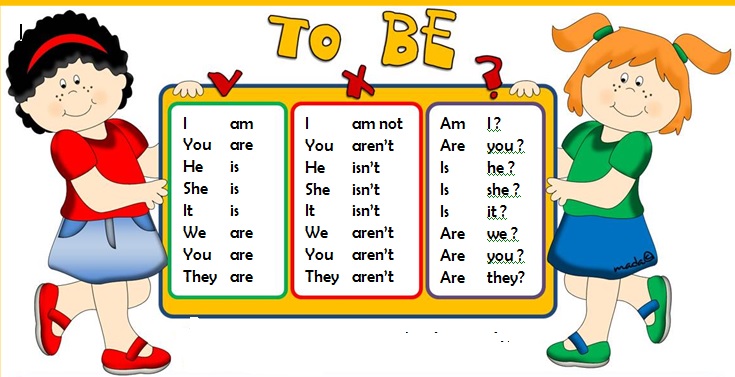 TO BE
I am
You are
He is
She is
It is
We are
You are
They are
I am not
You aren't
He isn't
She isn't
It isn't
We aren't
You aren't
They aren't
Am I?
Are you?
Is he?
Is she?
Is it?
Are we?
Are you?
Are they?